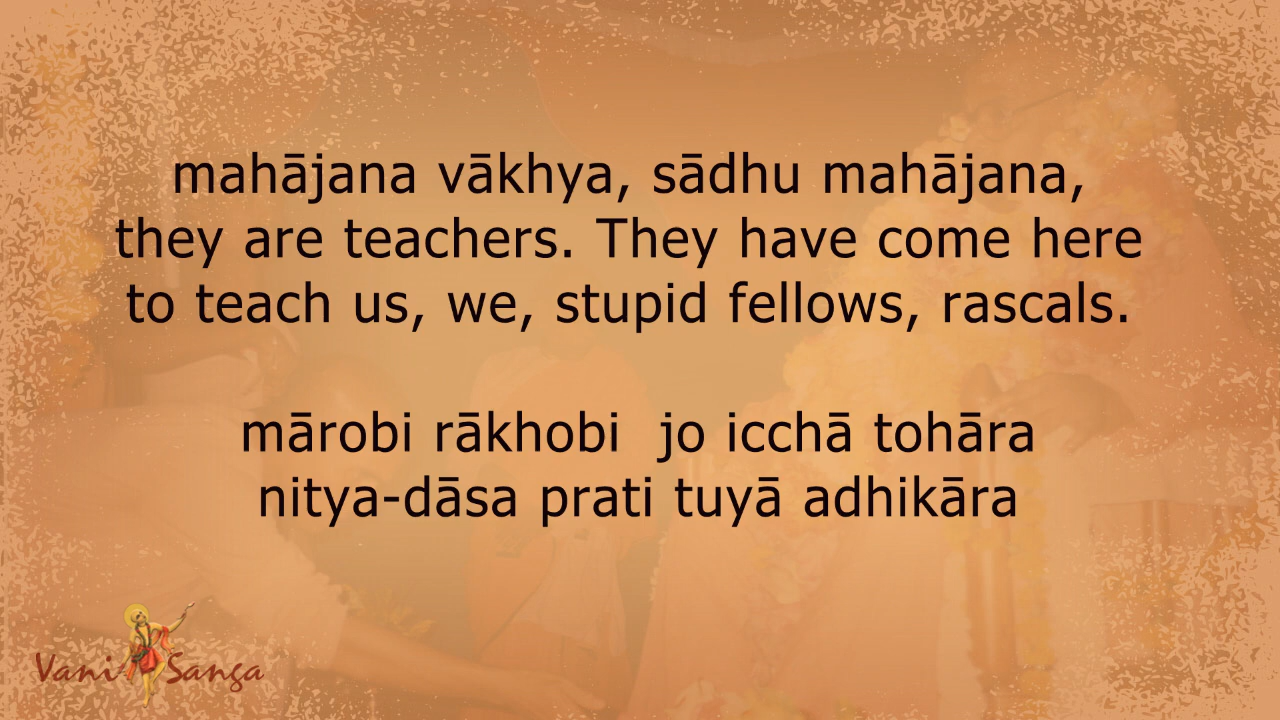 mahājana vākhya, sādhu mahājana,
they are teachers. They have come here
to teach us, we, stupid fellows, rascals.
mārobi rākhobi  jo icchā tohāra
nitya-dāsa prati tuyā adhikāra
Vani Sanga